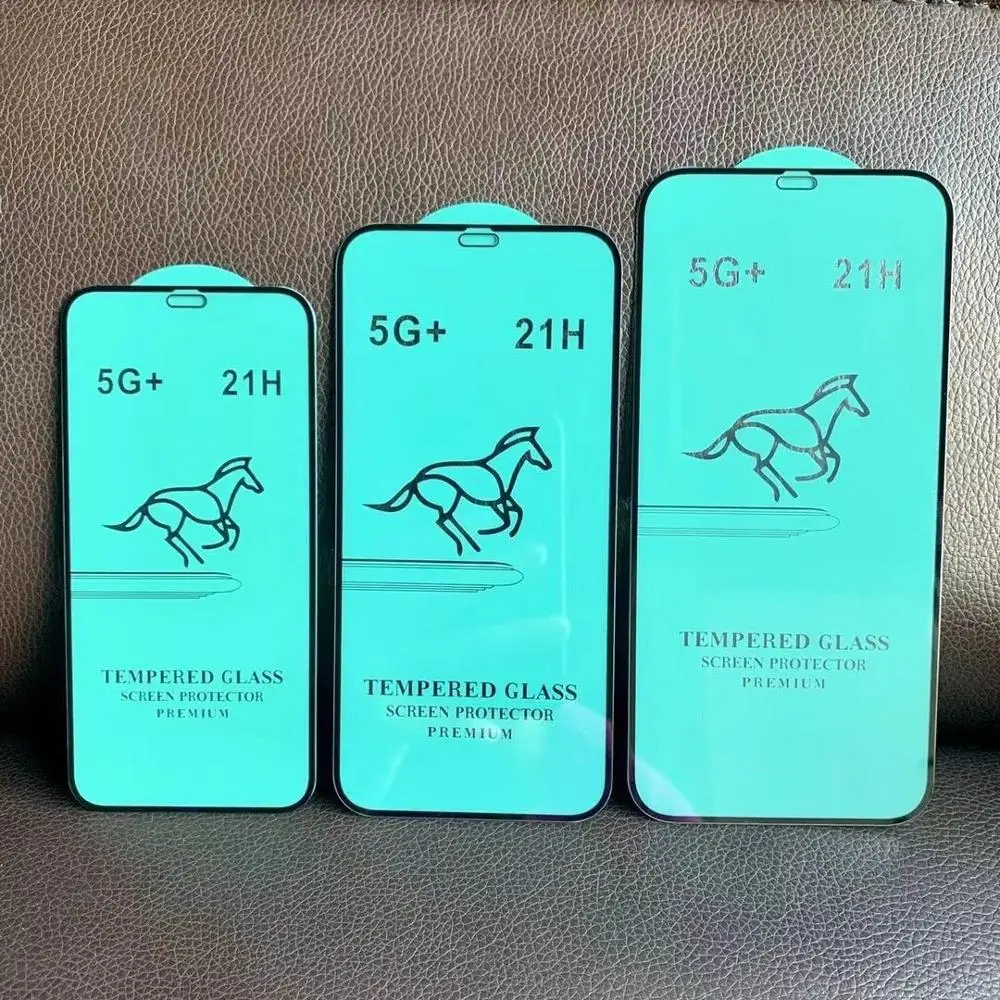 5G+ 21H
TEMPERED GLASS
SCREEN PROTECTOR
PREMIUM
5G+ 21H
TEMPERED GLASS
SCREEN PROTECTOR
PREMIUM
5G+ 21H
TEMPERED GLASS
SCREEN PROTECTOR
PREMIUM